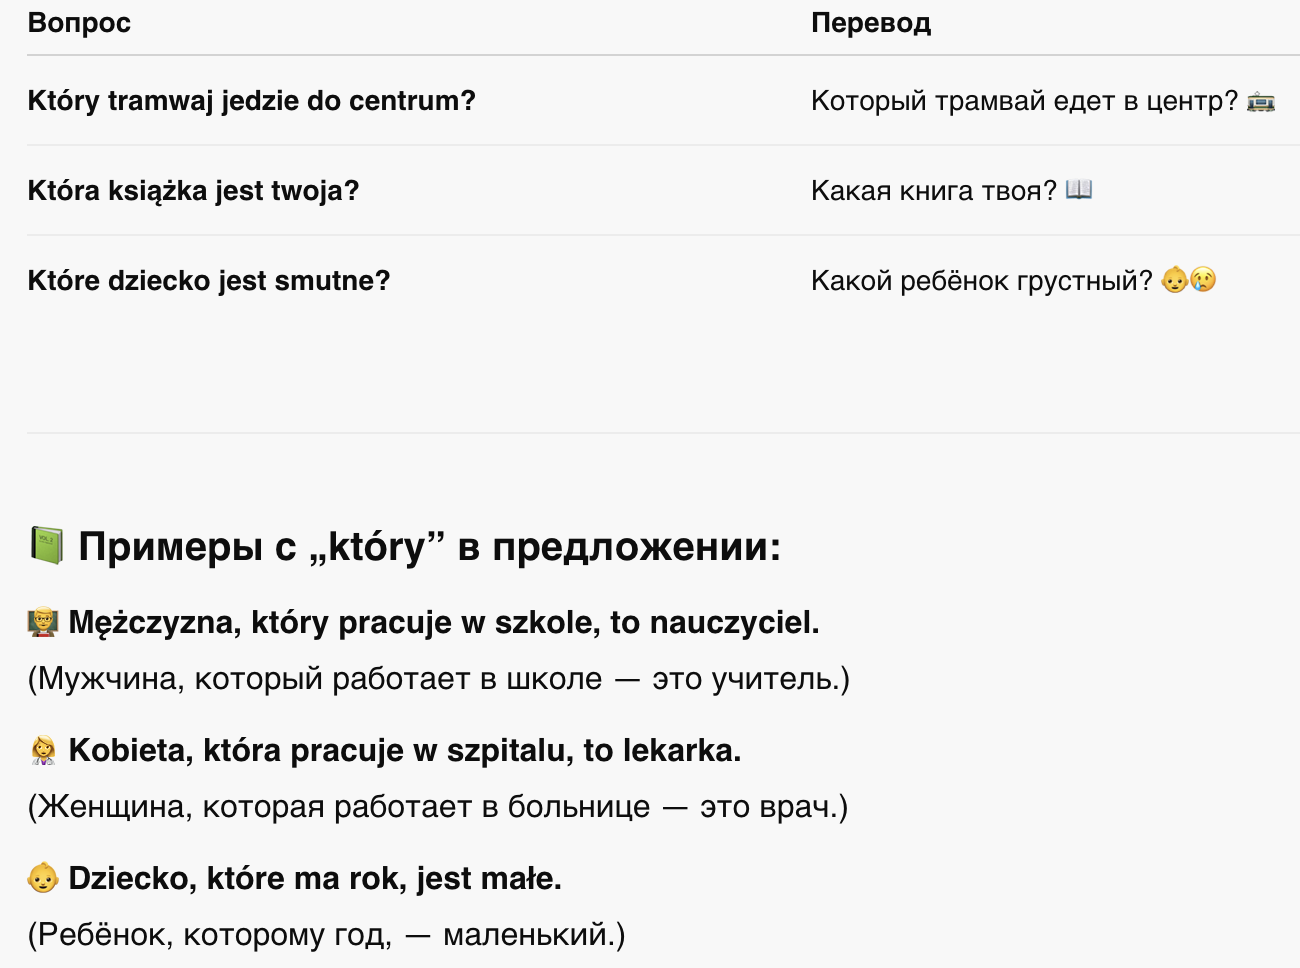 Вопрос Перевод
Który tramwaj jedzie do centrum? Который трамвай едет в центр? 🚋
Która książka jest twoja? Какая книга твоя? 📖
Które dziecko jest smutne? Какой ребёнок грустный? 👶😢
📗 Примеры с „który” в предложении:
👨‍🏫 Mężczyzna, który pracuje w szkole, to nauczyciel.
(Мужчина, который работает в школе — это учитель.)
👩‍⚕️ Kobieta, która pracuje w szpitalu, to lekarka.
(Женщина, которая работает в больнице — это врач.)
👶 Dziecko, które ma rok, jest małe.
(Ребёнок, которому год, — маленький.)